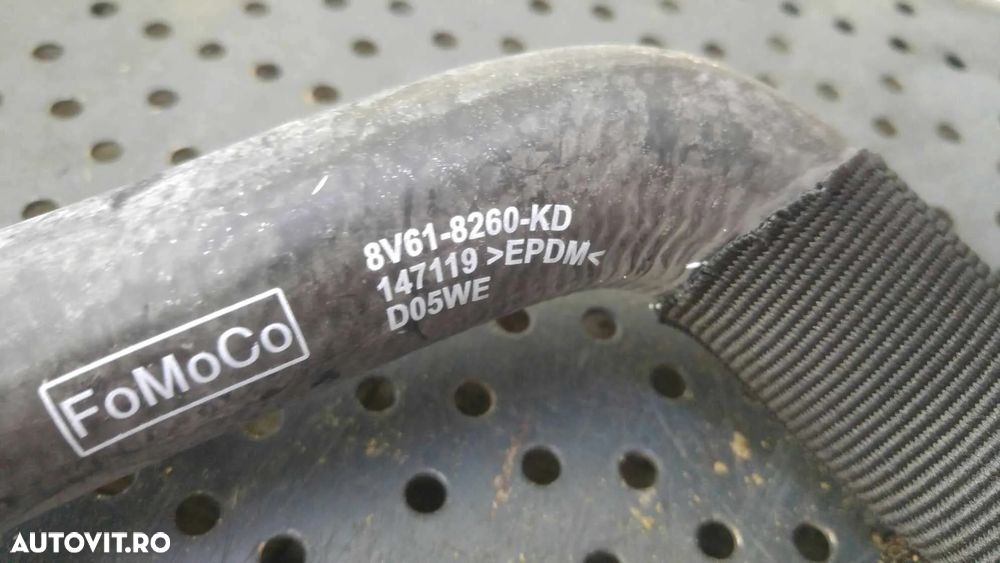 8V61-8260-KD
147119 >EPDM<
D05WE
FoMoCo
AUTOVIT.RO